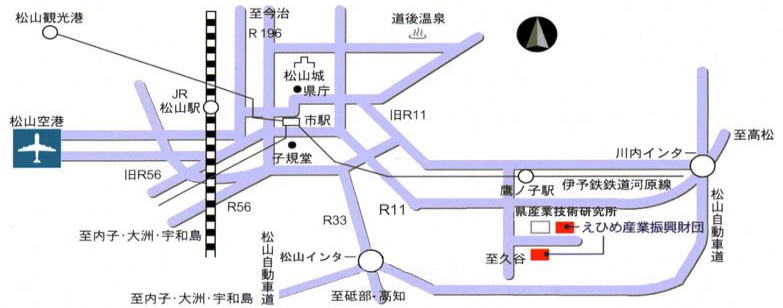 松山観光港
至今治
R 196
道後温泉
松山城
県庁
JR
松山駅
市駅
旧R11
松山空港
子規堂
至高松
川内インター
旧R56
鷹ノ子駅
伊予鉄鉄道河原線
R56
R33
R11
県産業技術研究所
えひめ産業振興財団
松山自動車道
至内子・大洲・宇和島
松山自動車道
松山インター
至久谷
至内子・大洲・宇和島
至砥部・高知